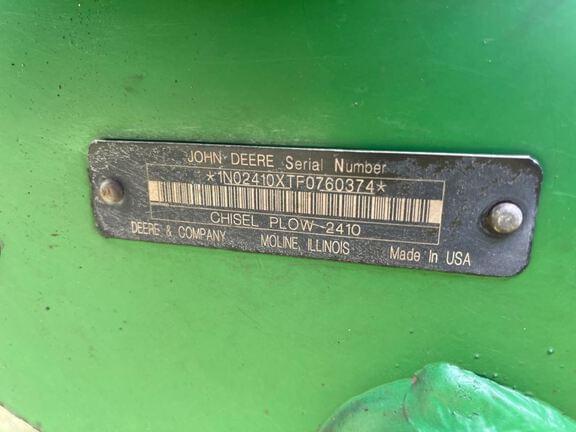 JOHN DEERE Serial Number
*1N02410XTF0760374*
CHISEL PLOW-2410
DEERE & COMPANY MOLINE, ILLINOIS Made In USA